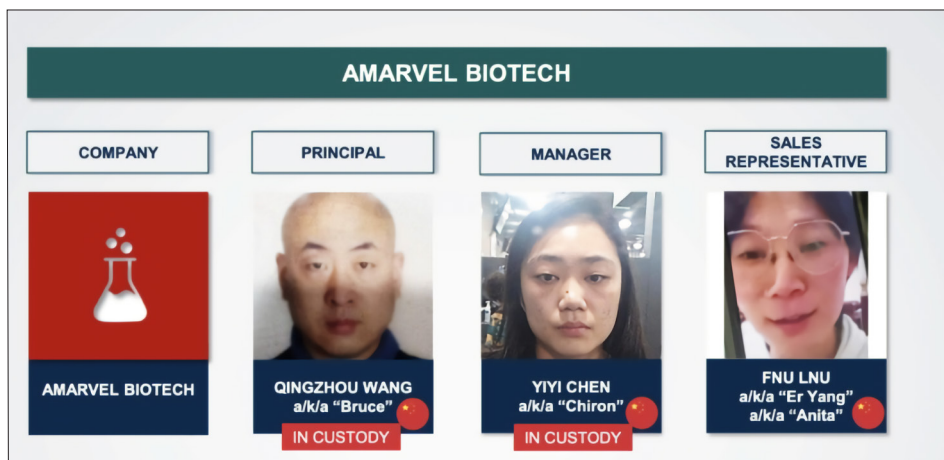 AMARVEL BIOTECH
COMPANY
PRINCIPAL
MANAGER
SALES
REPRESENTATIVE
AMARVEL BIOTECH
QINGZHOU WANG
a/k/a “Bruce”
IN CUSTODY
YIYI CHEN
a/k/a “Chiron”
IN CUSTODY
FNU LNU
a/k/a “Er Yang”
a/k/a “Anita”